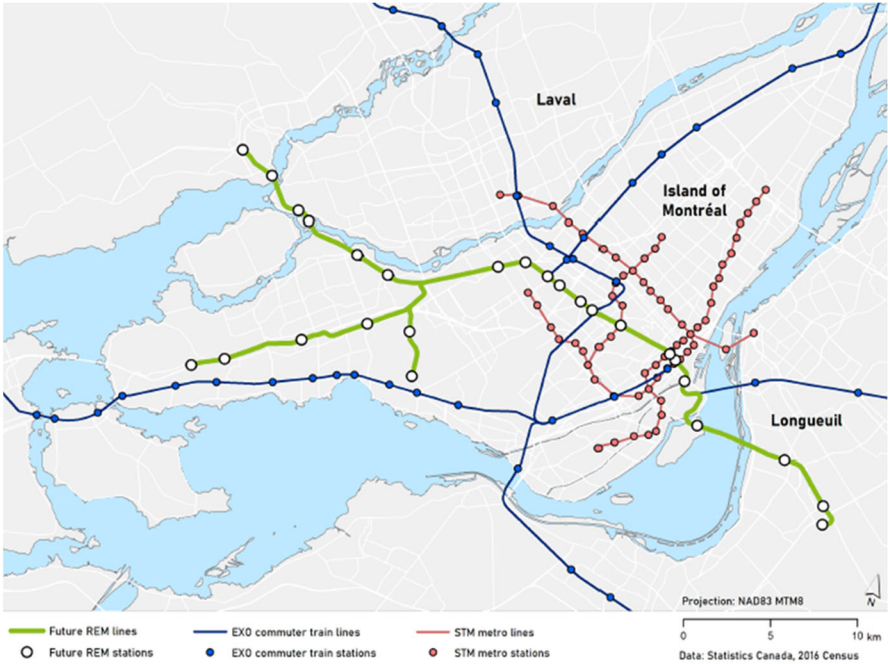 Laval
Island of
Montréal
Longueuil
Projection: NAD83 MTM8
N
0 5 10 km
Data: Statistics Canada, 2016 Census
Future REM lines
EXO commuter train lines
STM metro lines
Future REM stations
EXO commuter train stations
STM metro stations